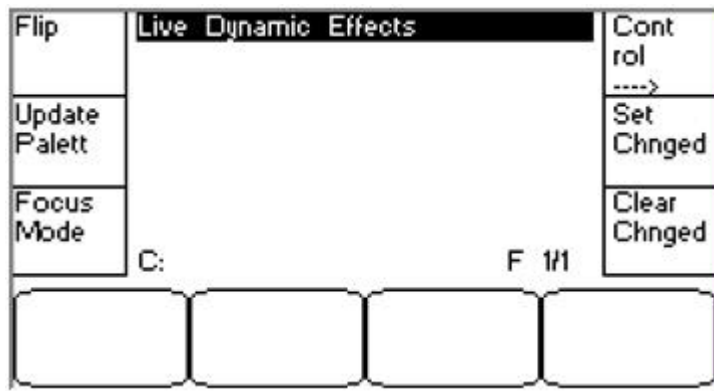 Flip
Live Dynamic Effects
Cont
rol
---->
Update
Palett
Set
Chnged
Focus
Mode
Clear
Chnged
C:
F 1/1